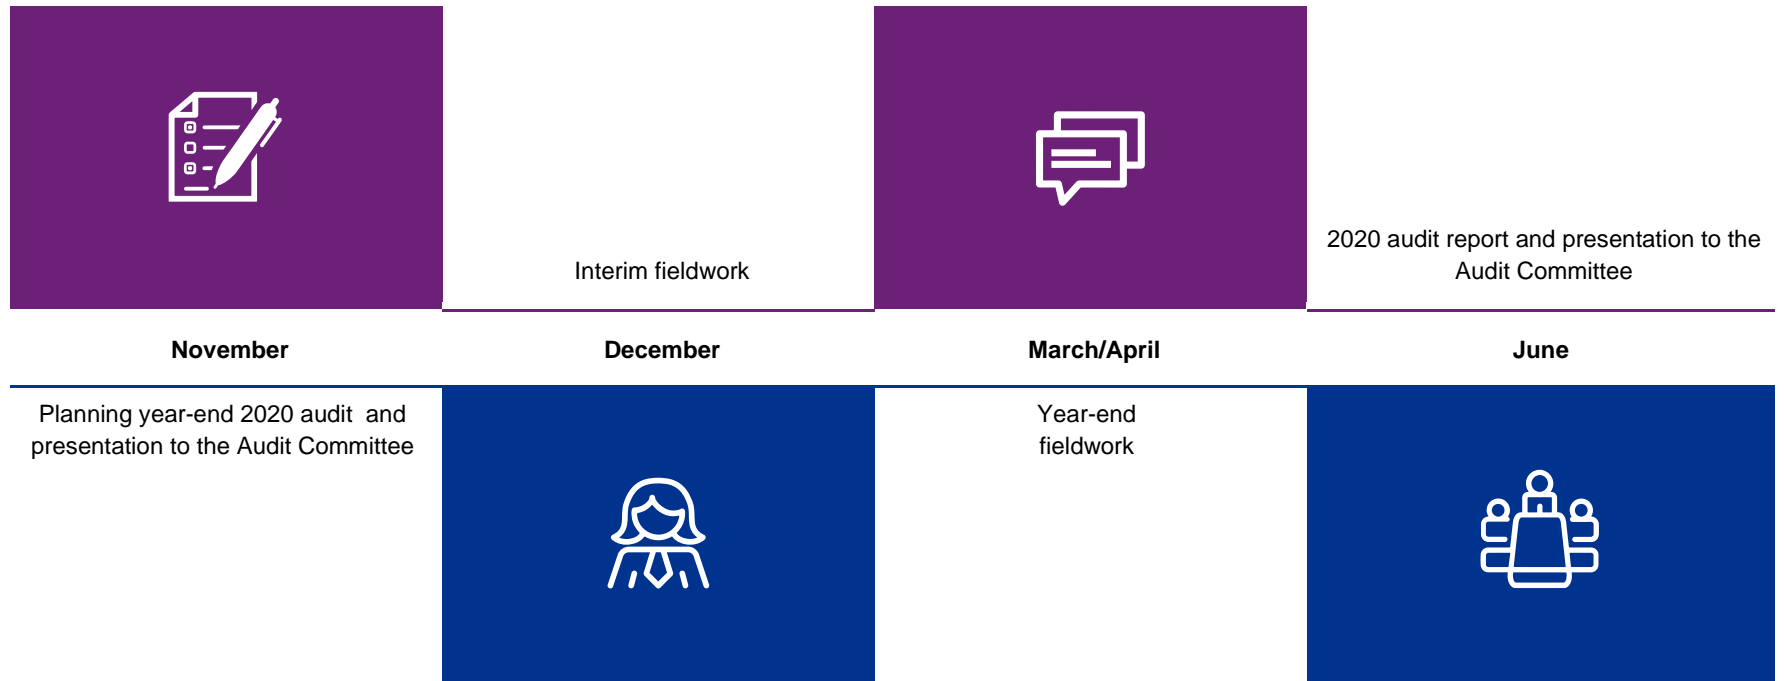 2020 audit report and presentation to the
Audit Committee
Interim fieldwork
November
December
March/April
June
Planning year-end 2020 audit  and
presentation to the Audit Committee
Year-end
fieldwork